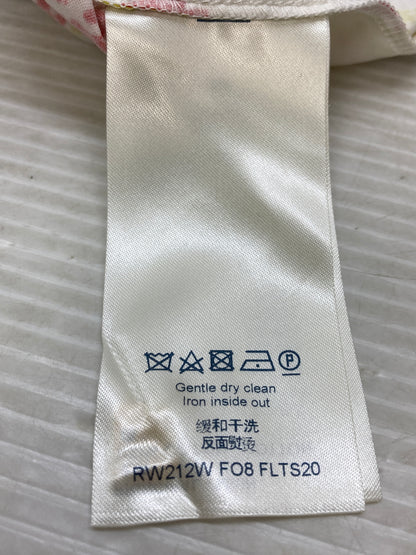 P
Gentle dry clean
Iron inside out
缓和干洗
反面熨烫
RW212W FO8 FLTS20